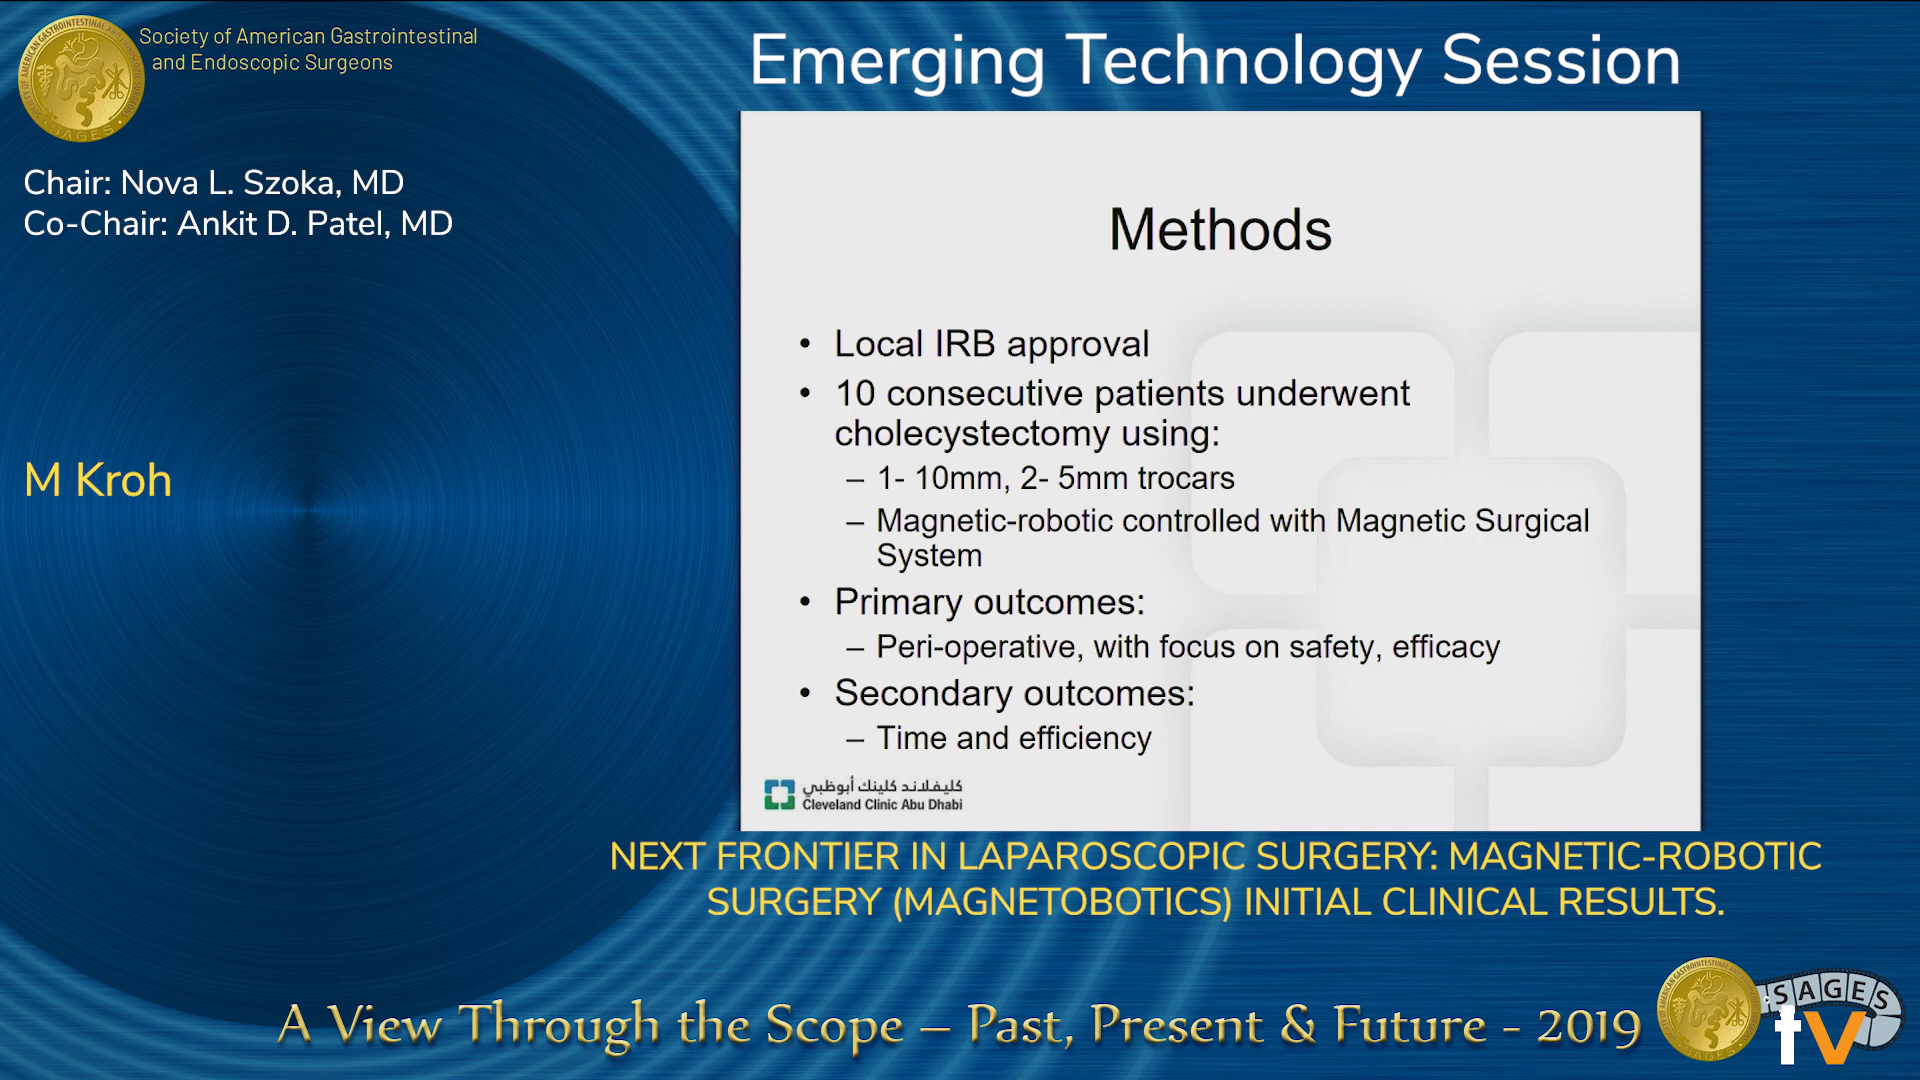 Society of American Gastrointestinal
and Endoscopic Surgeons
SAGES
Emerging Technology Session
Chair: Nova L. Szoka, MD
Co-Chair: Ankit D. Patel, MD
M Kroh
Methods
• Local IRB approval
• 10 consecutive patients underwent
cholecystectomy using:
– 1- 10mm, 2- 5mm trocars
– Magnetic-robotic controlled with Magnetic Surgical
System
• Primary outcomes:
– Peri-operative, with focus on safety, efficacy
• Secondary outcomes:
– Time and efficiency
كليفلاند كلينك أبوظبي
Cleveland Clinic Abu Dhabi
NEXT FRONTIER IN LAPAROSCOPIC SURGERY: MAGNETIC-ROBOTIC
SURGERY (MAGNETOBOTICS) INITIAL CLINICAL RESULTS.
A View Through the Scope – Past, Present & Future - 2019
SAGES
tv